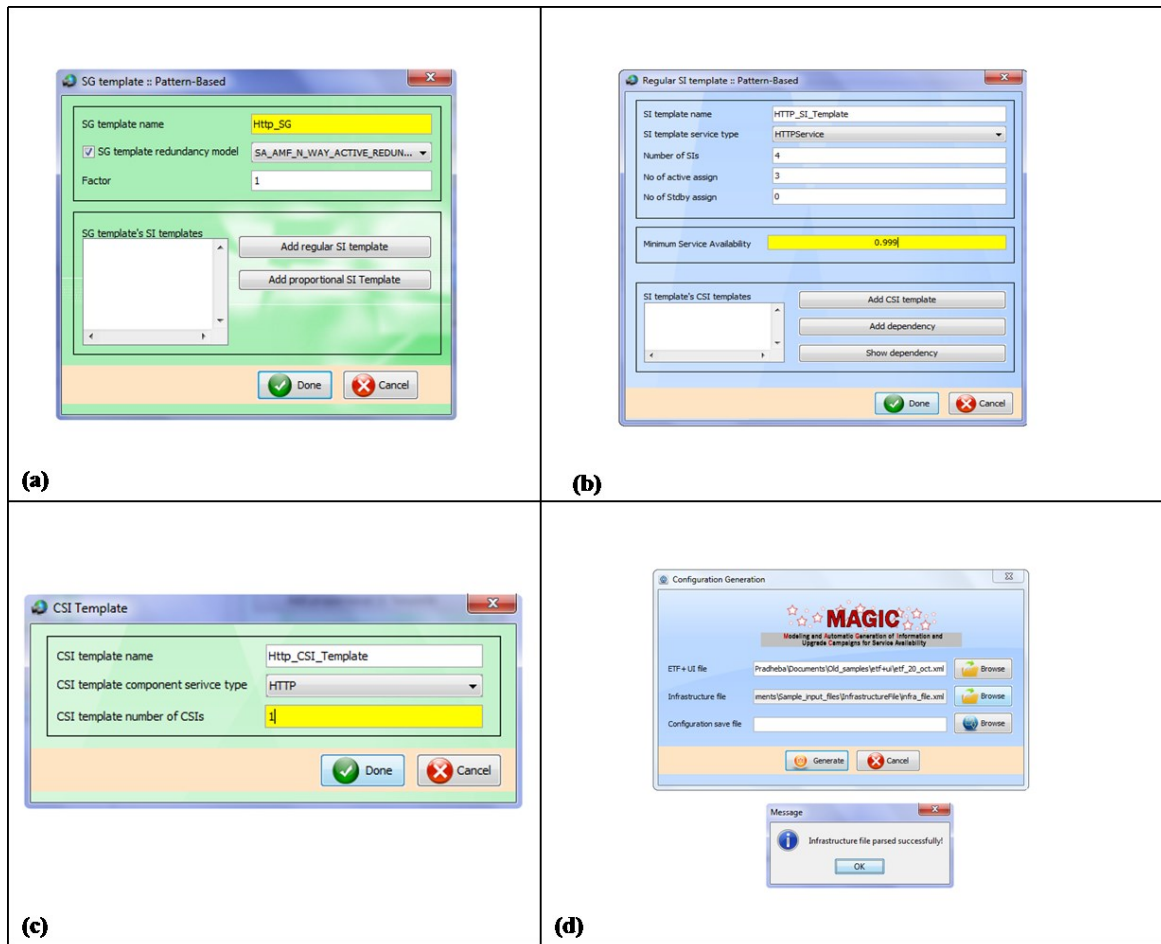 SG template :: Pattern-Based
SG template name
Http_SG
SG template redundancy model
SA_AMF_N_WAY_ACTIVE_REDUN...
Factor
1
SG template's SI templates
Add regular SI template
Add proportional SI Template
Done
Cancel
(a)
Regular SI template :: Pattern-Based
SI template name
HTTP_SI_Template
SI template service type
HTTPService
Number of SIs
4
No of active assign
3
No of Stdby assign
0
Minimum Service Availability
0.999
SI template's CSI templates
Add CSI template
Add dependency
Show dependency
Done
Cancel
(b)
CSI Template
CSI template name
Http_CSI_Template
CSI template component serivce type
HTTP
CSI template number of CSIs
1
Done
Cancel
(c)
Configuration Generation
MAGIC
Modeling and Automatic Generation of Information and
Upgrade Campaigns for Service Availability
ETF+UI file
Pradheba\Documents\Old_samples\etf+ui\etf_20_oct.xml
Browse
Infrastructure file
ments\Sample_input_files\InfrastructureFile\infra_file.xml
Browse
Configuration save file
Browse
Generate
Cancel
Message
Infrastructure file parsed successfully!
OK
(d)